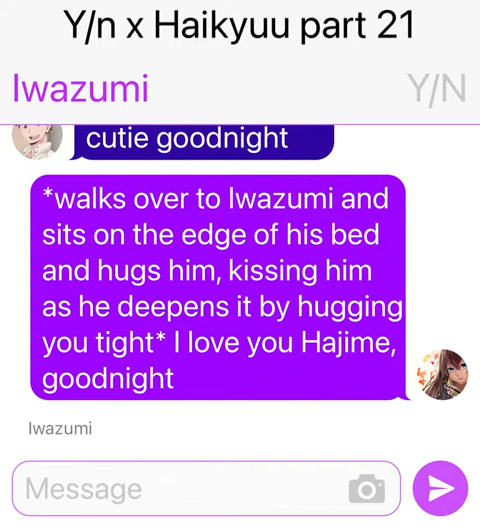 Y/n x Haikyuu part 21
Iwazumi
Y/N
cutie goodnight
*walks over to Iwazumi and
sits on the edge of his bed
and hugs him, kissing him
as he deepens it by hugging
you tight* I love you Hajime,
goodnight
Iwazumi
Message